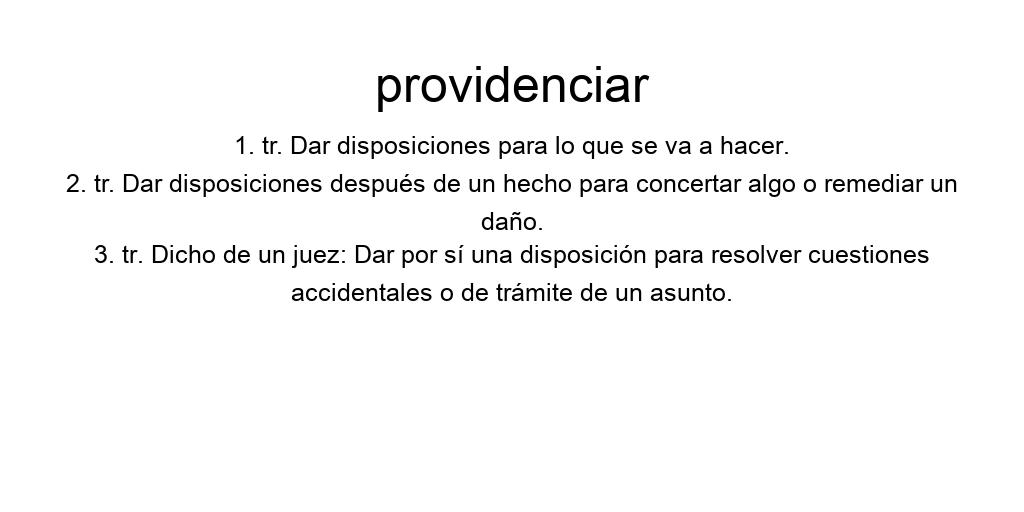 providenciar
1. tr. Dar disposiciones para lo que se va a hacer.
2. tr. Dar disposiciones después de un hecho para concertar algo o remediar un
daño.
3. tr. Dicho de un juez: Dar por sí una disposición para resolver cuestiones
accidentales o de trámite de un asunto.